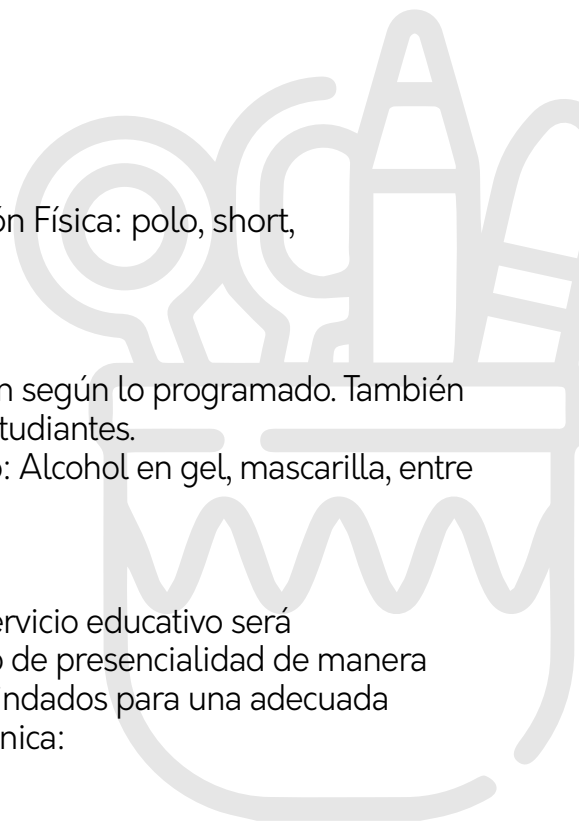 ón Física: polo, short,
n según lo programado. También
tudiantes.
o: Alcohol en gel, mascarilla, entre
ervicio educativo será
o de presencialidad de manera
indados para una adecuada
nica: